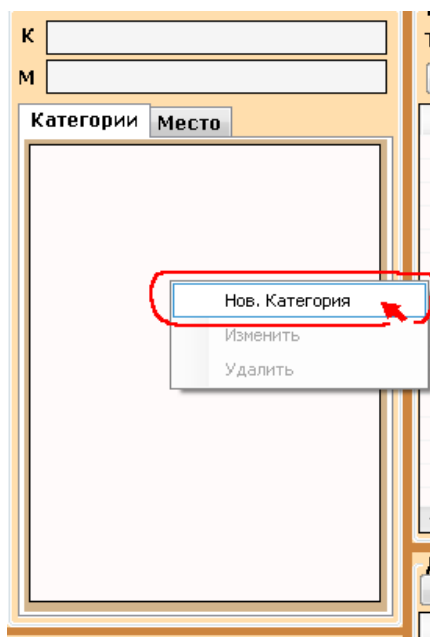 К
М
Категории Место
Нов. Категория
Изменить
Удалить